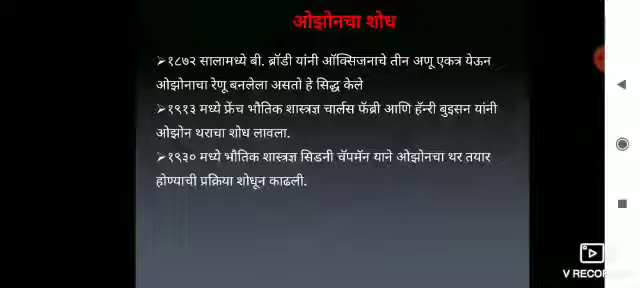 ओझोनचा शोध
➢१८७२ सालामध्ये बी. ब्रॉडी यांनी ऑक्सिजनाचे तीन अणू एकत्र येऊन
ओझोनाचा रेणू बनलेला असतो हे सिद्ध केले
➢१९१३ मध्ये फ्रेंच भौतिक शास्त्रज्ञ चार्लस फॅब्री आणि हॅन्री बुइसन यांनी
ओझोन थराचा शोध लावला.
➢१९३० मध्ये भौतिक शास्त्रज्ञ सिडनी चॅपमॅन याने ओझोनचा थर तयार
होण्याची प्रक्रिया शोधून काढली.
V RECOR